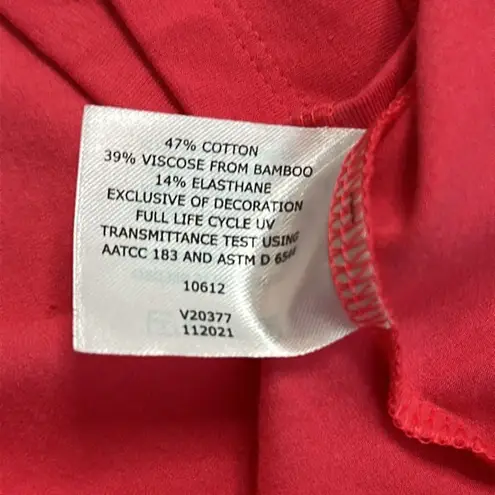 47% COTTON
39% VISCOSE FROM BAMBOO
14% ELASTHANE
EXCLUSIVE OF DECORATION
FULL LIFE CYCLE UV
TRANSMITTANCE TEST USING
AATCC 183 AND ASTM D
10612
V20377
112021